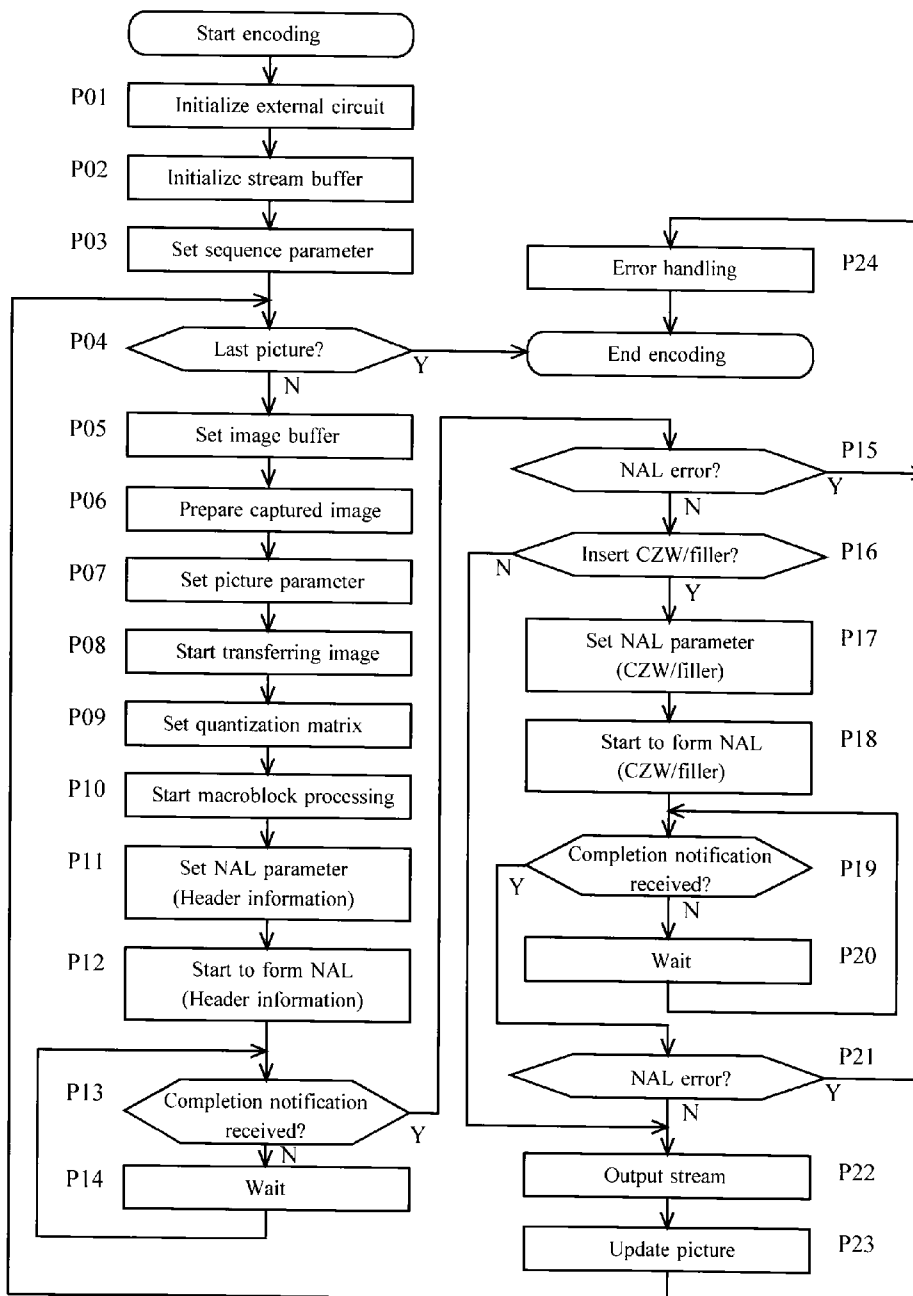 Start encoding
P01
Initialize external circuit
P02
Initialize stream buffer
P03
Set sequence parameter
P04
Last picture?
Y
N
End encoding
P05
Set image buffer
P06
Prepare captured image
P07
Set picture parameter
P08
Start transferring image
P09
Set quantization matrix
P10
Start macroblock processing
P11
Set NAL parameter
(Header information)
P12
Start to form NAL
(Header information)
P13
Completion notification
received?
Y
N
P14
Wait
Error handling
P24
P15
NAL error?
Y
N
P16
Insert CZW/filler?
N
Y
P17
Set NAL parameter
(CZW/filler)
P18
Start to form NAL
(CZW/filler)
Completion notification
received?
P19
Y
N
Wait
P20
P21
NAL error?
Y
N
Output stream
P22
Update picture
P23